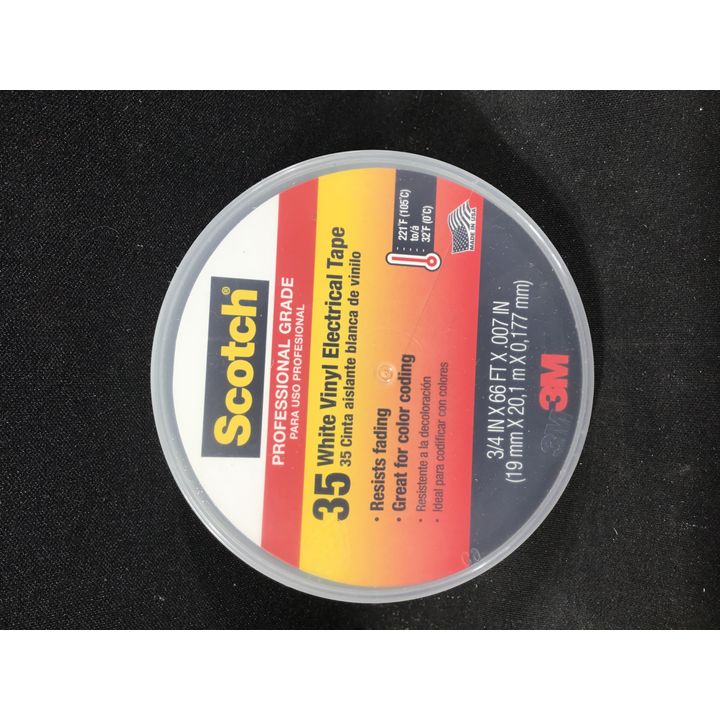 Scotch®
PROFESSIONAL GRADE
PARA USO PROFESIONAL
35 White Vinyl Electrical Tape
35 Cinta aislante blanca de vinilo
• Resists fading
• Great for color coding
• Resistente a la decoloración
• Ideal para codificar con colores
221°F (105°C)
to/á
32°F (0°C)
MADE IN USA
3/4 IN X 66 FT X .007 IN
(19 mm X 20,1 m X 0,177 mm)
3M